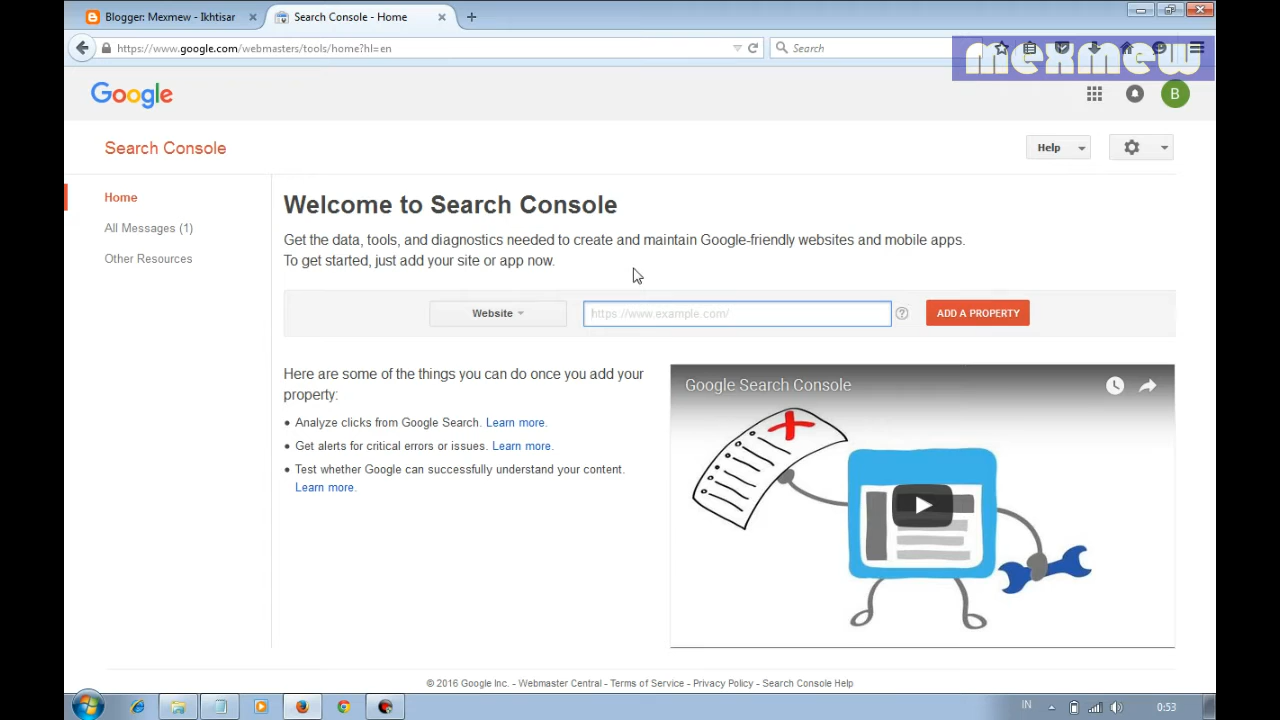 Blogger: Mexmew - Ikhtisar
Search Console - Home
https://www.google.com/webmasters/tools/home?hl=en
Search
mexmew
Google
B
Search Console
Help
Home
All Messages (1)
Other Resources
Welcome to Search Console
Get the data, tools, and diagnostics needed to create and maintain Google-friendly websites and mobile apps.
To get started, just add your site or app now.
Website
https://www.example.com/
?
ADD A PROPERTY
Here are some of the things you can do once you add your
property:
• Analyze clicks from Google Search. Learn more.
• Get alerts for critical errors or issues. Learn more.
• Test whether Google can successfully understand your content.
Learn more.
Google Search Console
© 2016 Google Inc. - Webmaster Central - Terms of Service - Privacy Policy - Search Console Help
IN
0:53